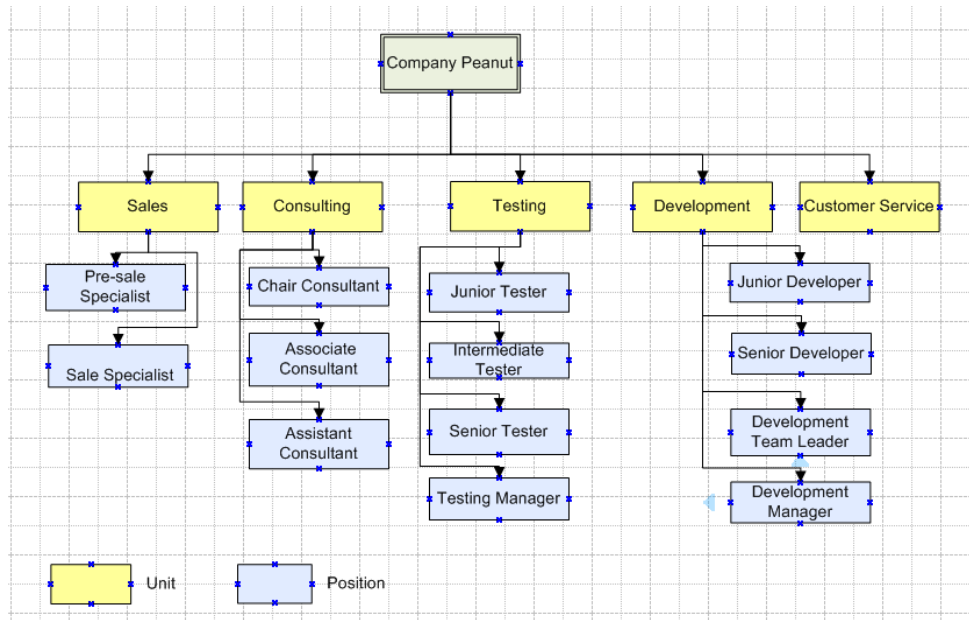 Company Peanut
Sales
Consulting
Testing
Development
Customer Service
Pre-sale
Specialist
Sale Specialist
Chair Consultant
Associate
Consultant
Assistant
Consultant
Junior Tester
Intermediate
Tester
Senior Tester
Testing Manager
Junior Developer
Senior Developer
Development
Team Leader
Development
Manager
Unit
Position